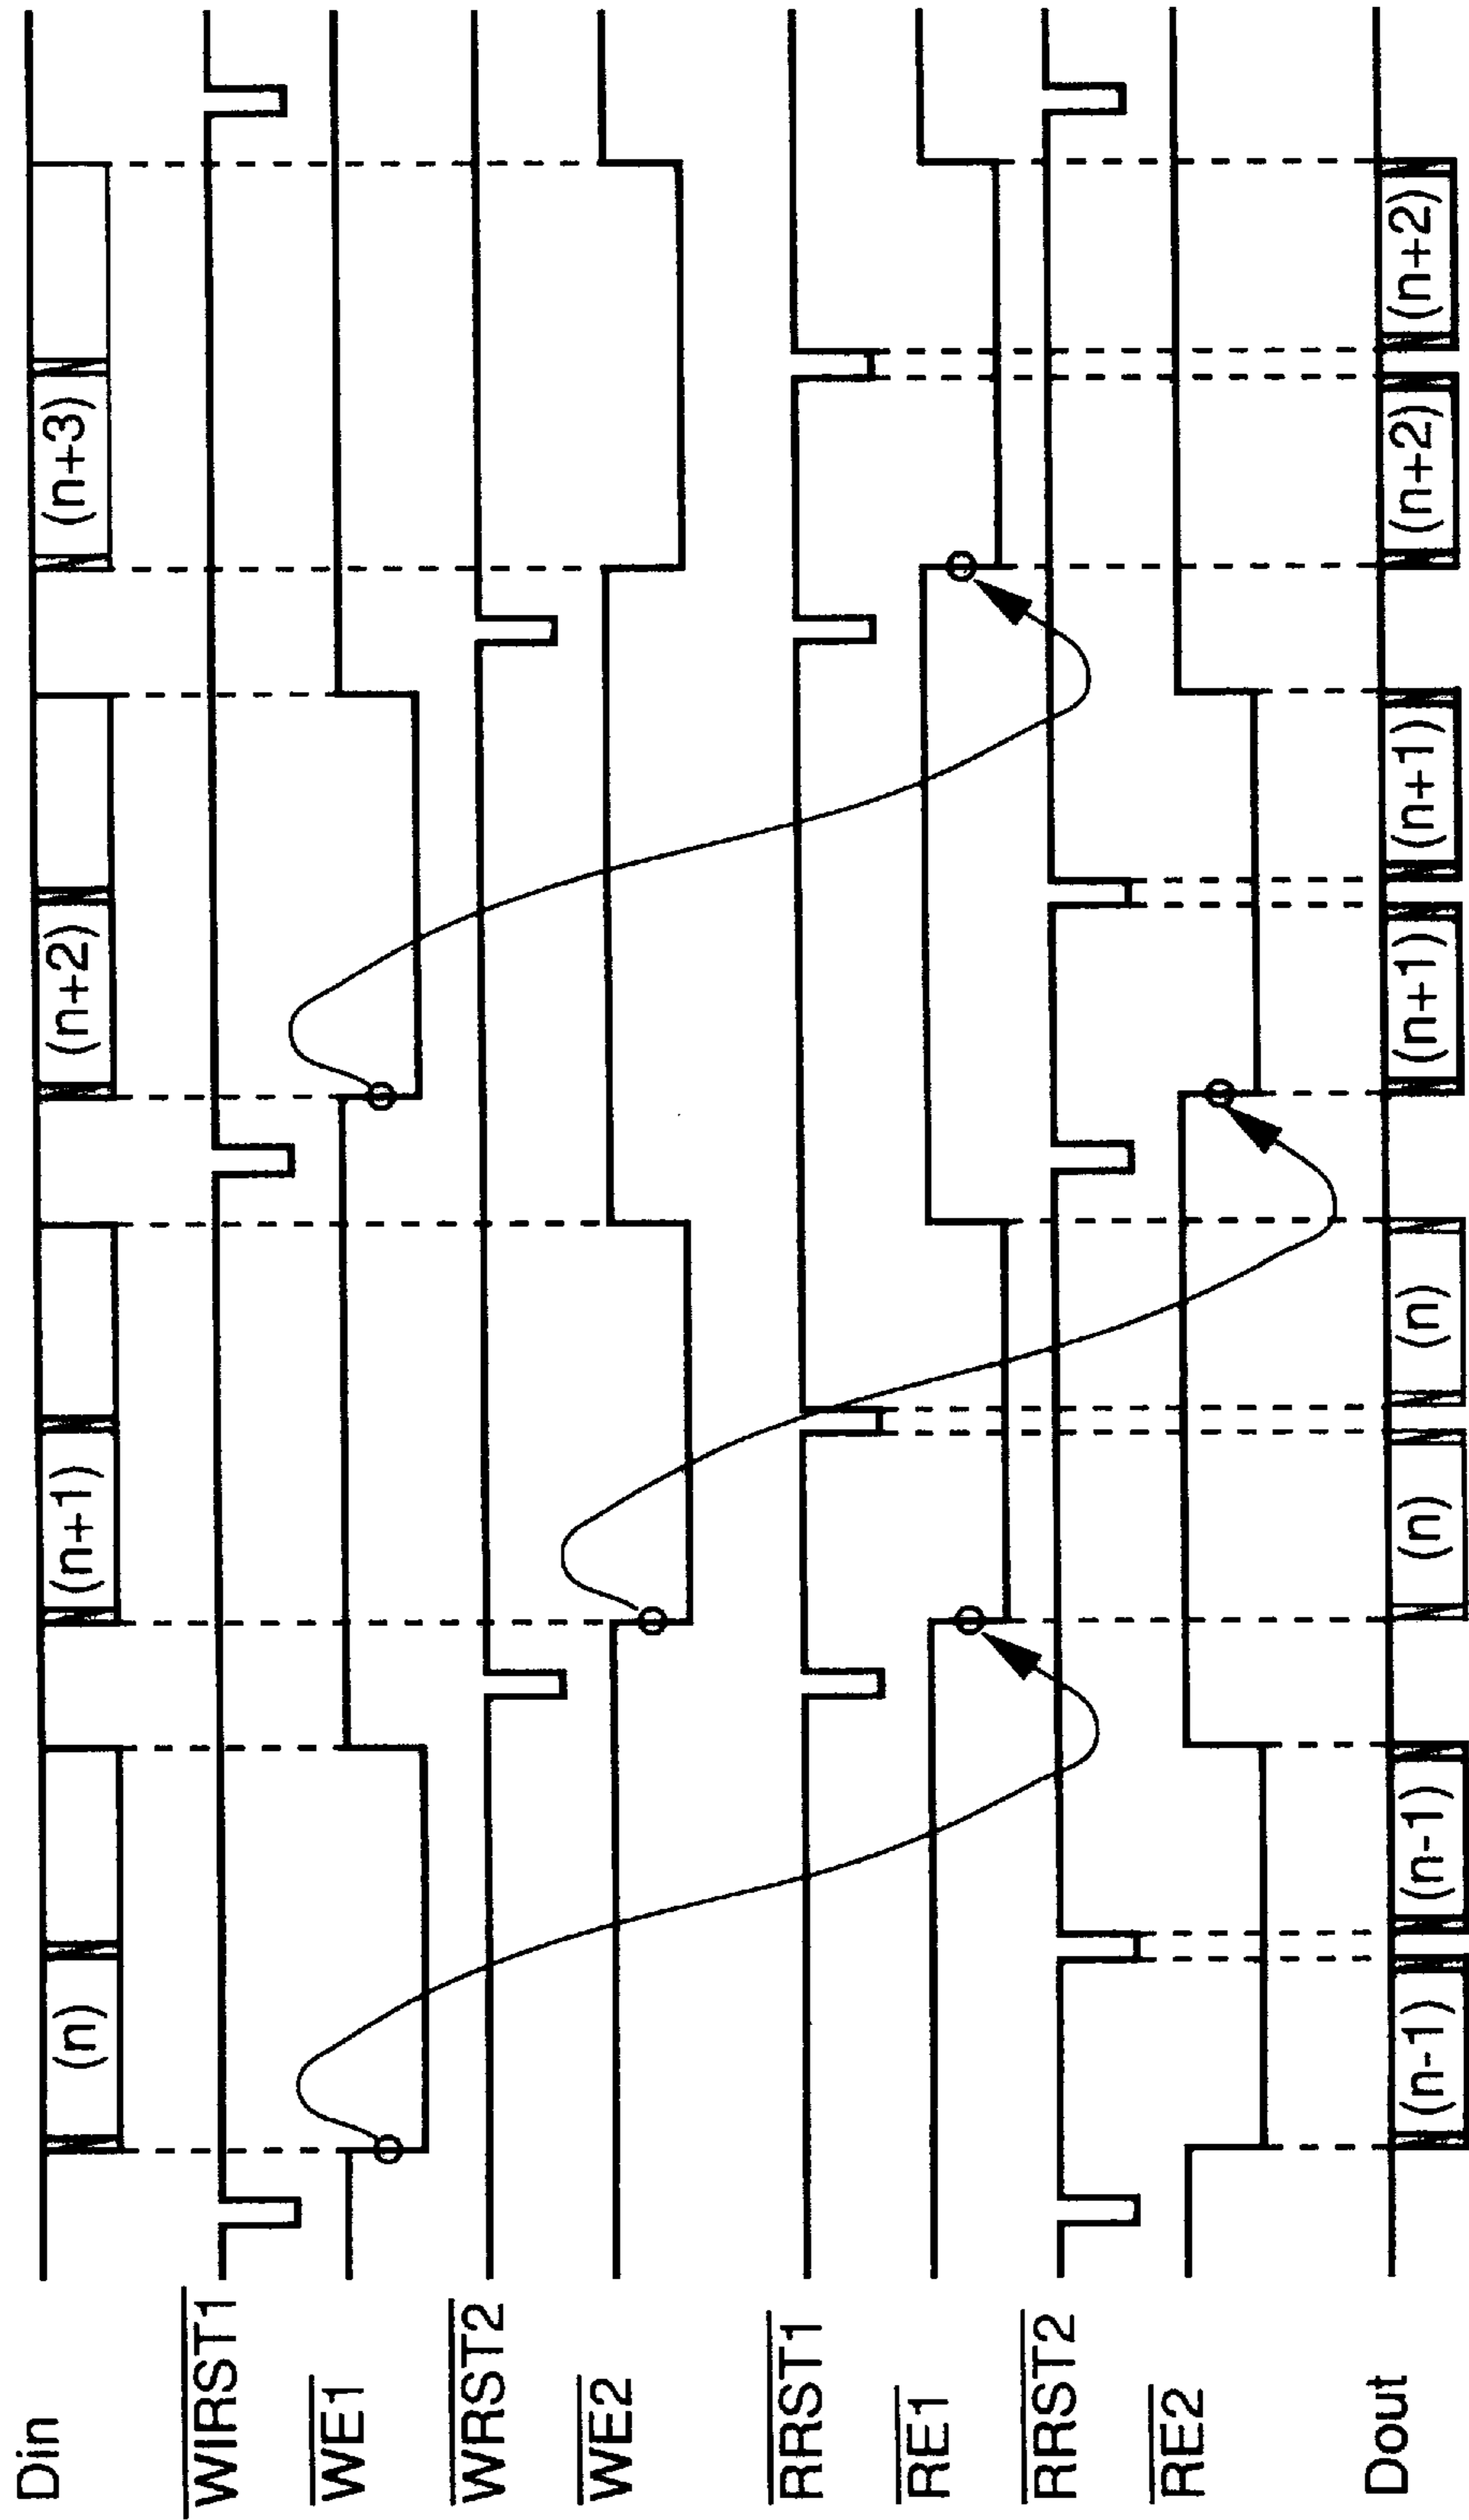 Din (n) (n+1) (n+2) (n+3)
WIRST1
WE1
WRST2
WE2
RRST1
RE1
RRST2
RE2
Dout (n-1) (n-1) (n) (n) (n+1) (n+1) (n+2) (n+2)